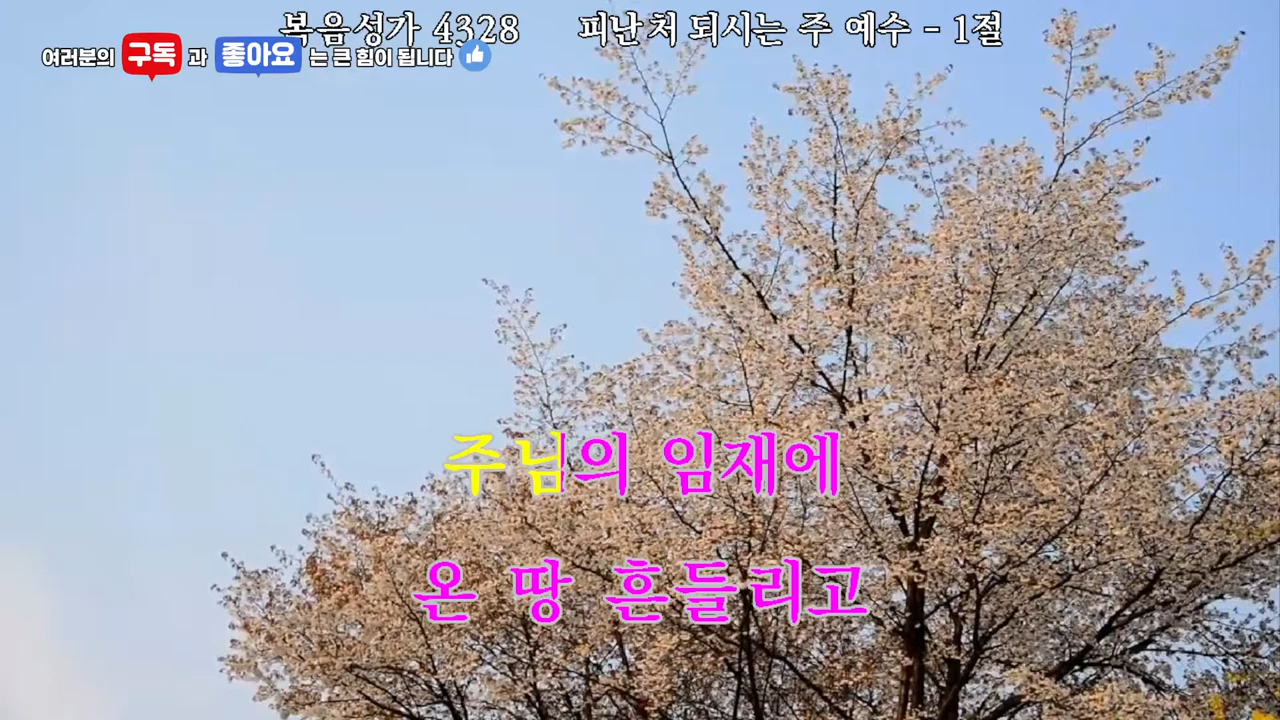 복음성가 4328 피난처 되시는 주 예수 - 1절
여러분의 구독 과 좋아요 는 큰 힘이 됩니다
주님의 임재에
온 땅 흔들리고